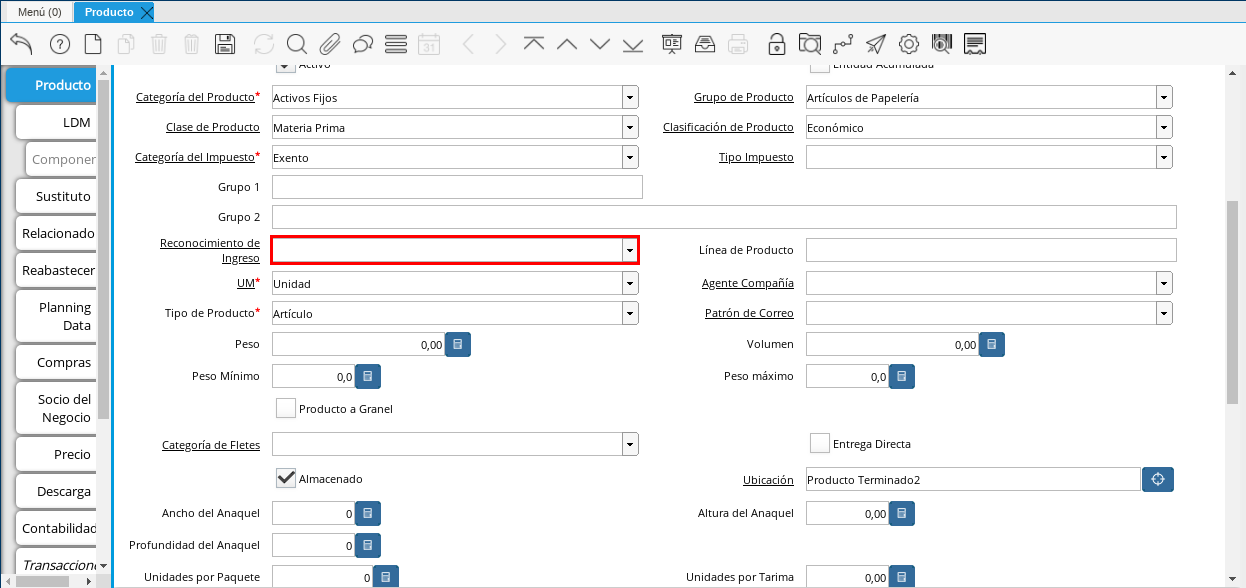 Menú (0)
Producto
31
Producto
LDM
Componer
Sustituto
Relacionado
Reabastecer
Planning
Data
Compras
Socio del
Negocio
Precio
Descarga
Contabilidad
Transaccione
Activo
Entidad Acumulada
Categoría del Producto* Activos Fijos
Grupo de Producto Artículos de Papelería
Clase de Producto Materia Prima
Clasificación de Producto Económico
Categoría del Impuesto* Exento
Tipo Impuesto
Grupo 1
Grupo 2
Reconocimiento de
Ingreso
Línea de Producto
UM* Unidad
Agente Compañía
Tipo de Producto* Artículo
Patrón de Correo
Peso 0,00
Volumen 0,00
Peso Mínimo 0,0
Peso máximo 0,0
Producto a Granel
Categoría de Fletes
Entrega Directa
Almacenado
Ubicación Producto Terminado2
Ancho del Anaquel 0
Altura del Anaquel 0,00
Profundidad del Anaquel 0
Unidades por Paquete 0
Unidades por Tarima 0,00